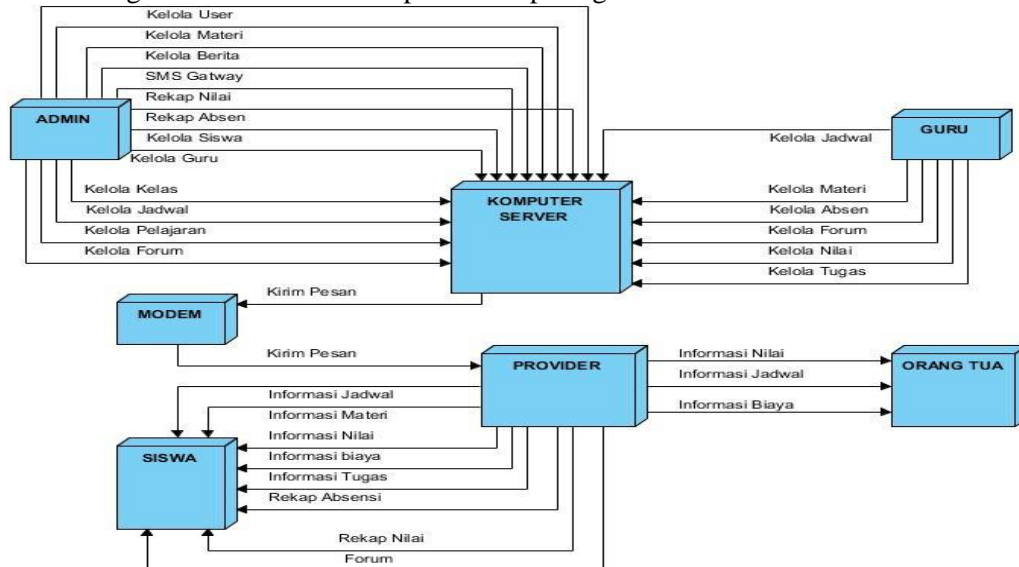 Kelola User
Kelola Materi
Kelola Berita
SMS Gatway
Rekap Nilai
Rekap Absen
Kelola Siswa
Kelola Guru
ADMIN
Kelola Kelas
Kelola Jadwal
Kelola Pelajaran
Kelola Forum
KOMPUTER
SERVER
Kelola Jadwal
GURU
Kelola Materi
Kelola Absen
Kelola Forum
Kelola Nilai
Kelola Tugas
Kirim Pesan
MODEM
Kirim Pesan
PROVIDER
Informasi Nilai
Informasi Jadwal
Informasi Biaya
ORANG TUA
Informasi Jadwal
Informasi Materi
Informasi Nilai
Informasi biaya
Informasi Tugas
Rekap Absensi
SISWA
Rekap Nilai
Forum